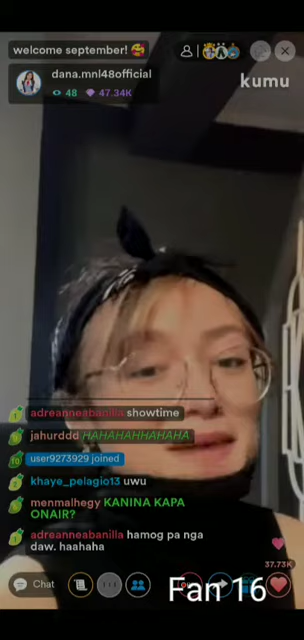 welcome september! 🥰
dana.mnl48official
48 47.34K
kumu
adreanneabanilla showtime
jahurddd HAHAHAHHAHAHA
user9273929 joined
khaye_pelagio13 uwu
menmalhegy KANINA KAPA
ONAIR?
adreanneabanilla hamog pa nga
daw. haahaha
37.73K
Chat
Fan 16